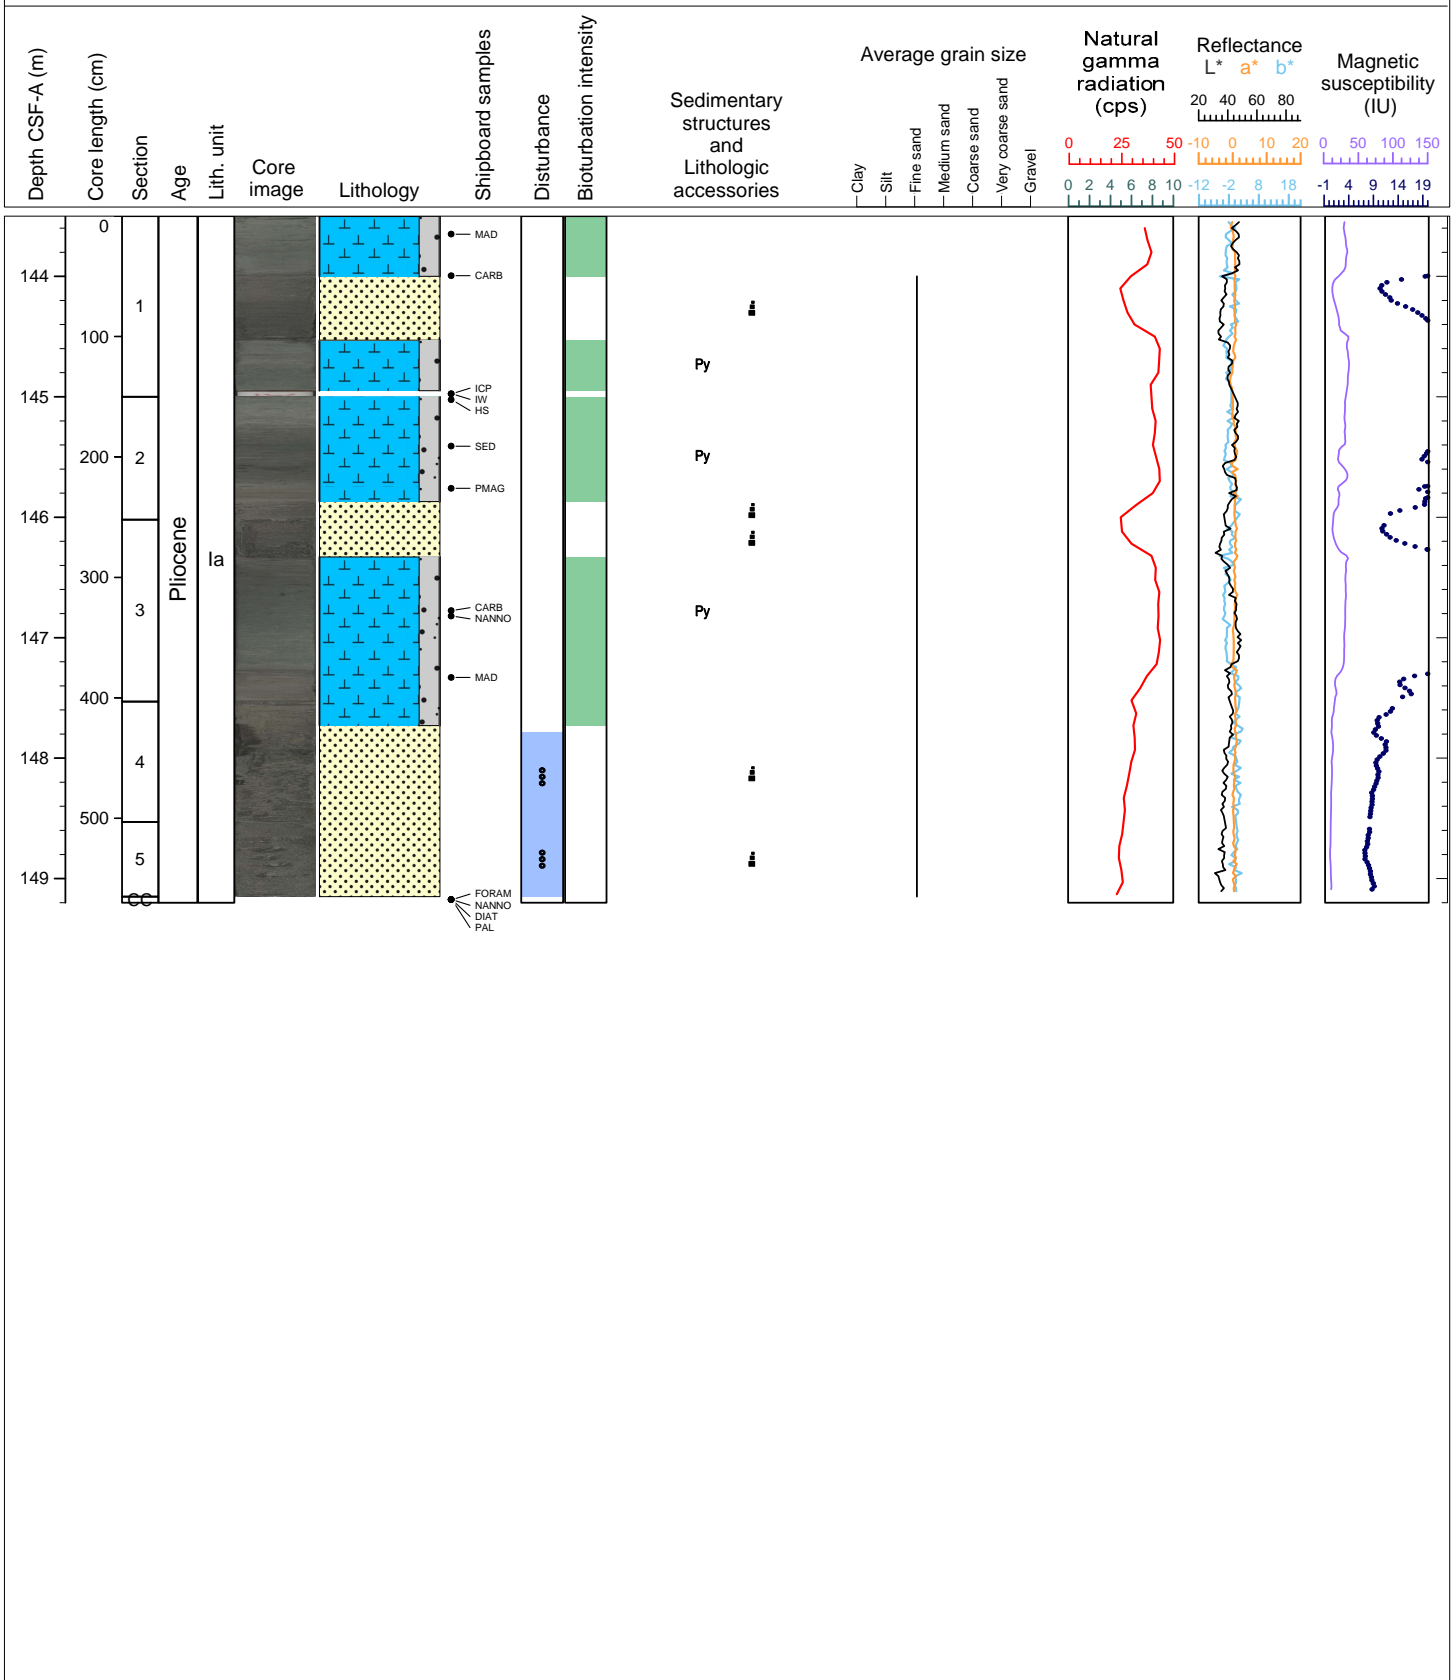 Depth CSF-A (m)
Core length (cm)
Section
Age
Lith. unit
Core
image
Lithology
Shipboard samples
Disturbance
Bioturbation intensity
Sedimentary
structures
and
Lithologic
accessories
Average grain size
Clay
Silt
Fine sand
Medium sand
Coarse sand
Very coarse sand
Gravel
Natural
gamma
radiation
(cps)
0 25 50
0 2 4 6 8 10
Reflectance
L* a* b*
20 40 60 80
-10 0 10 20
-12 -2 8 18
Magnetic
susceptibility
(IU)
0 50 100 150
-1 4 9 14 19
144
145
146
147
148
149
0
100
200
300
400
500
1
2
3
4
5
CC
Pliocene
Ia
MAD
CARB
ICP
IW
HS
SED
PMAG
CARB
NANNO
MAD
FORAM
NANNO
DIAT
PAL
Py
Py
Py